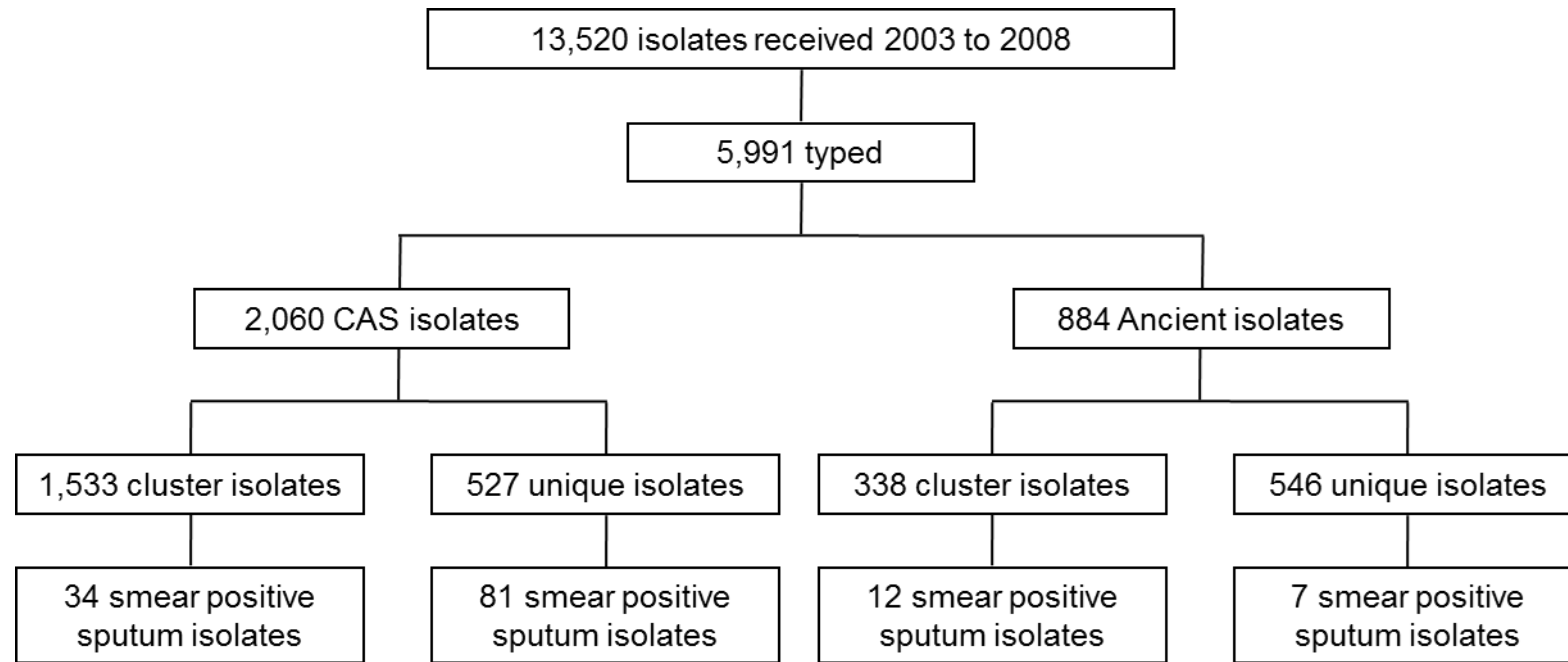 13,520 isolates received 2003 to 2008
5,991 typed
2,060 CAS isolates
884 Ancient isolates
1,533 cluster isolates
527 unique isolates
338 cluster isolates
546 unique isolates
34 smear positive
sputum isolates
81 smear positive
sputum isolates
12 smear positive
sputum isolates
7 smear positive
sputum isolates